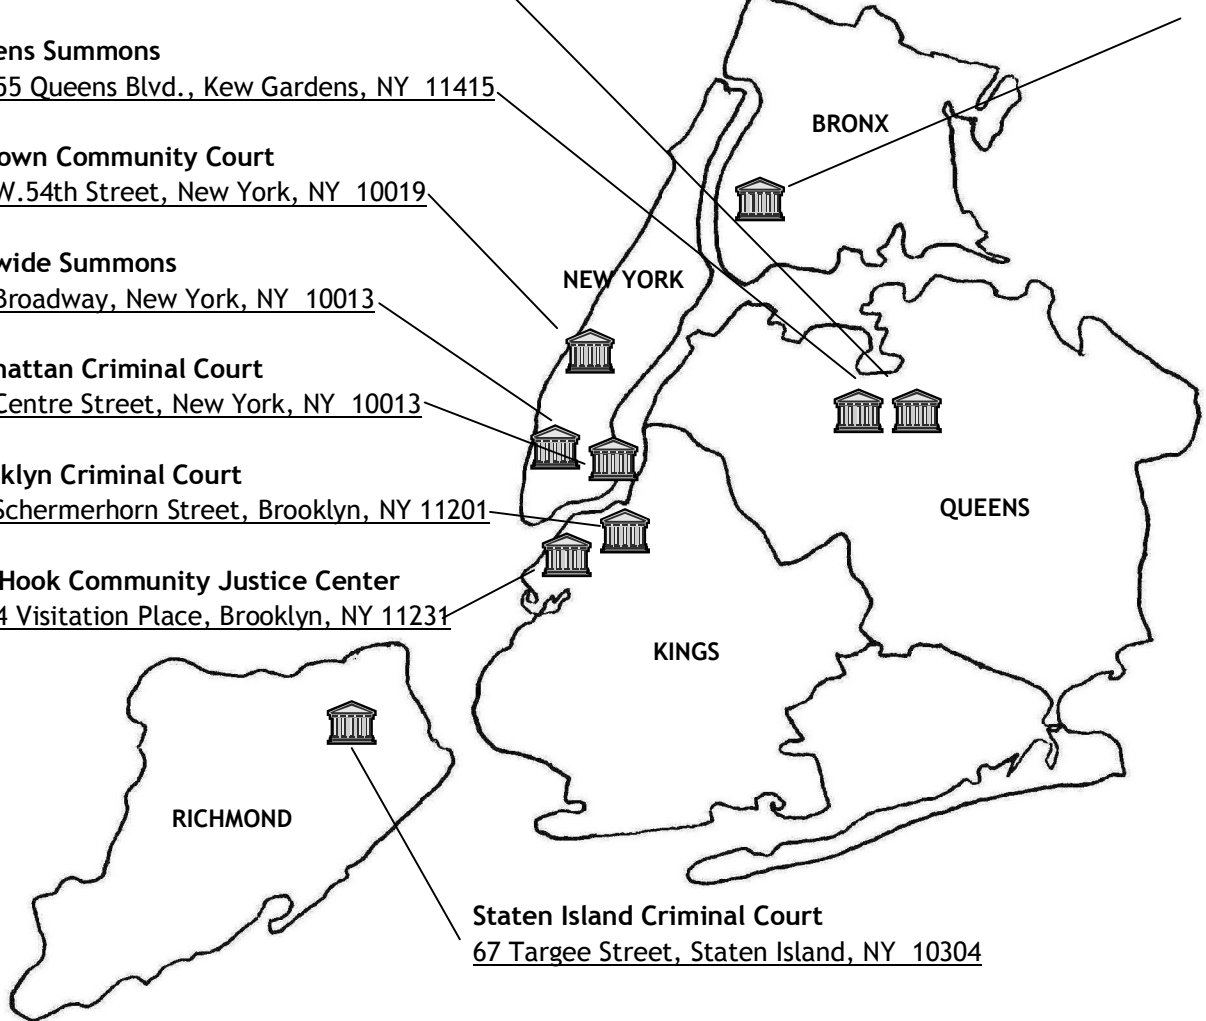 ens Summons
55 Queens Blvd., Kew Gardens, NY 11415
own Community Court
W.54th Street, New York, NY 10019
wide Summons
Broadway, New York, NY 10013
hattan Criminal Court
Centre Street, New York, NY 10013
klyn Criminal Court
Schermerhorn Street, Brooklyn, NY 11201
Hook Community Justice Center
4 Visitation Place, Brooklyn, NY 11231
BRONX
NEW YORK
QUEENS
KINGS
RICHMOND
Staten Island Criminal Court
67 Targee Street, Staten Island, NY 10304